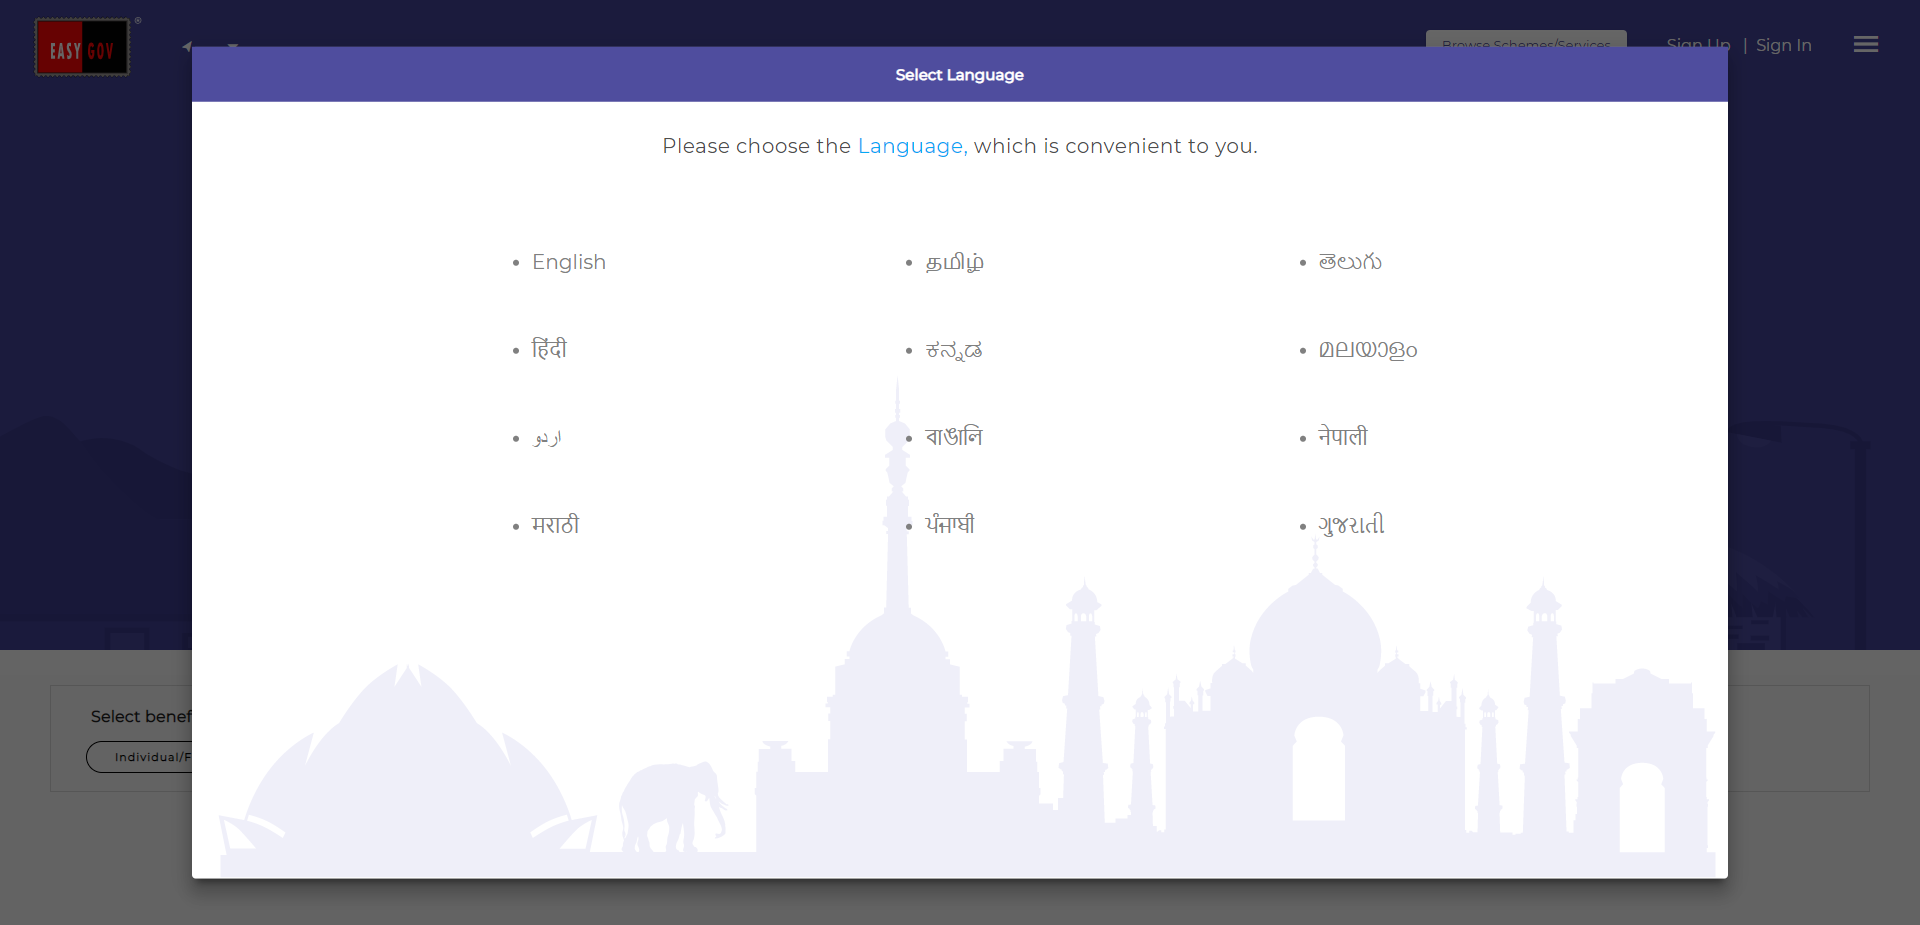 EASY GOV ®
Browse Schemes/Services
Sign Up | Sign In
Select Language
Please choose the Language, which is convenient to you.
• English
• தமிழ்
• తెలుగు
• हिंदी
• ಕನ್ನಡ
• മലയാളം
• اردو
• বাঙালি
• नेपाली
• मराठी
• ਪੰਜਾਬੀ
• ગુજરાતી
Select benef
Individual/F